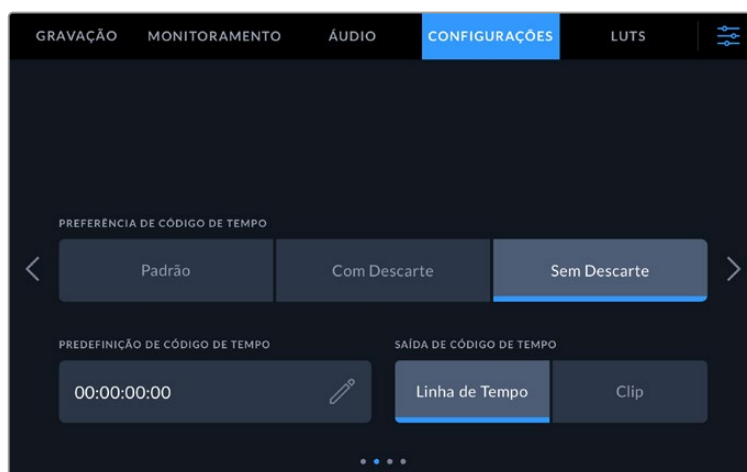 GRAVAÇÃO MONITORAMENTO ÁUDIO CONFIGURAÇÕES LUTS
PREFERÊNCIA DE CÓDIGO DE TEMPO
Padrão Com Descarte Sem Descarte
PREDEFINIÇÃO DE CÓDIGO DE TEMPO SAÍDA DE CÓDIGO DE TEMPO
00:00:00:00 Linha de Tempo Clip